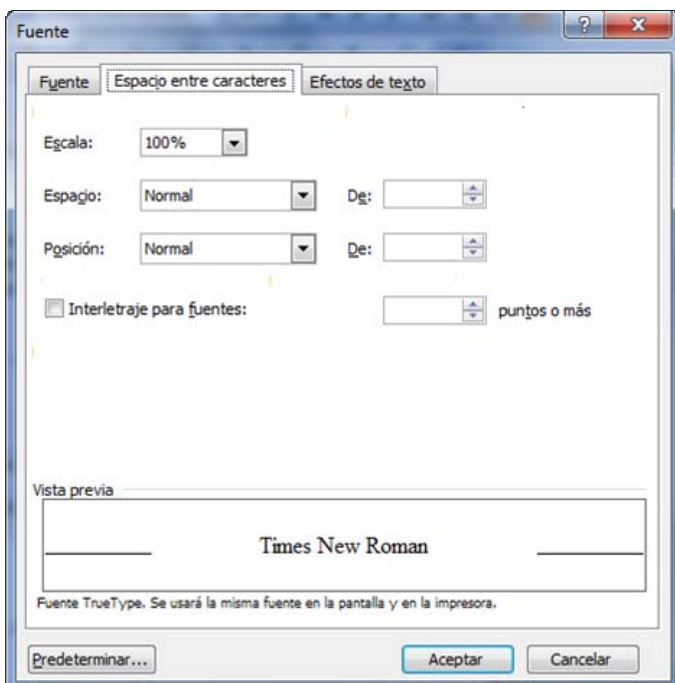 Fuente
Fuente Espacio entre caracteres Efectos de texto
Escala: 100%
Espacio: Normal De:
Posición: Normal De:
Interletraje para fuentes: puntos o más
Vista previa
Times New Roman
Fuente TrueType. Se usará la misma fuente en la pantalla y en la impresora.
Predeterminar... Aceptar Cancelar